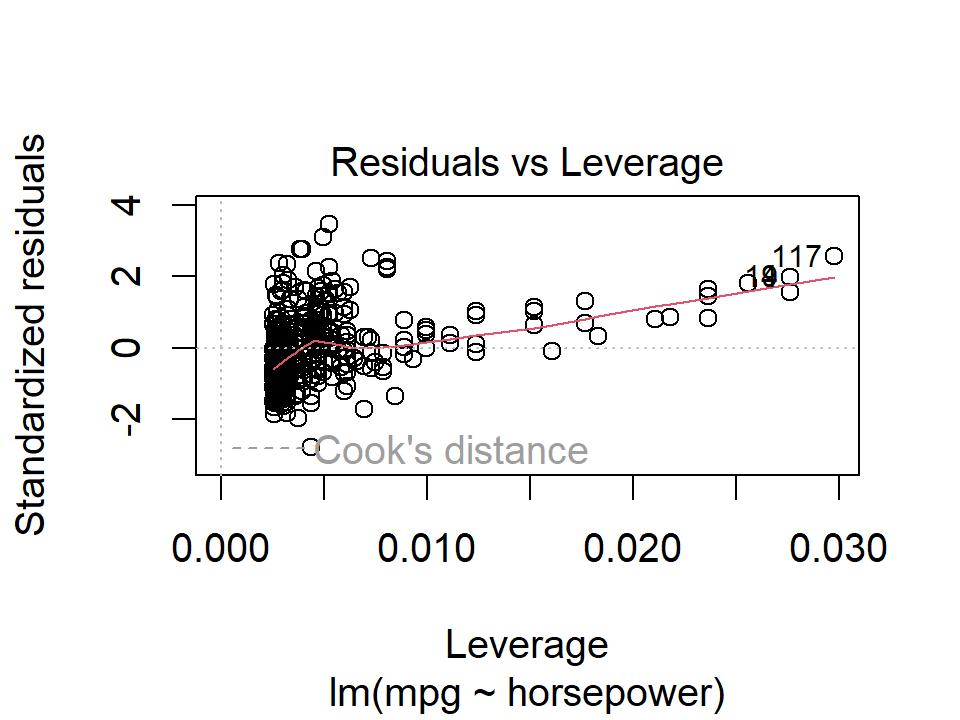 Residuals vs Leverage
Standardized residuals
4
2
0
-2
117
Cook's distance
0.000 0.010 0.020 0.030
Leverage
lm(mpg ~ horsepower)